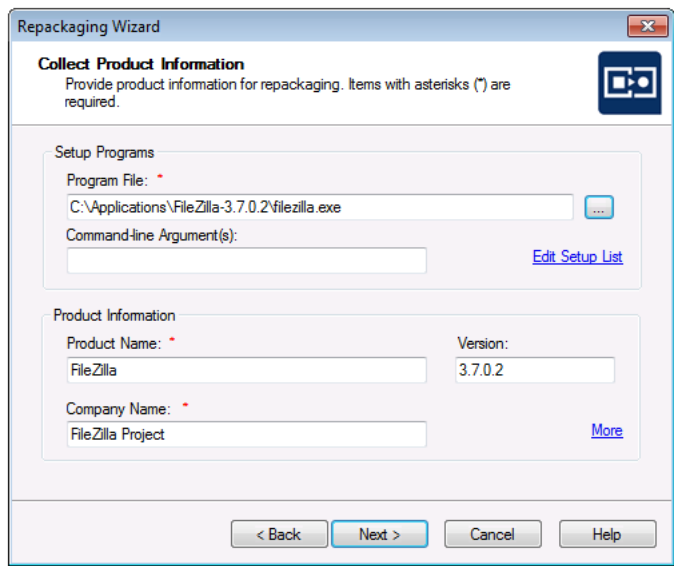 Repackaging Wizard
Collect Product Information
Provide product information for repackaging. Items with asterisks (*) are
required.
Setup Programs
Program File: *
C:\Applications\FileZilla-3.7.0.2\filezilla.exe
...
Command-line Argument(s):
Edit Setup List
Product Information
Product Name: *
Version:
FileZilla
3.7.0.2
Company Name: *
FileZilla Project
More
< Back
Next >
Cancel
Help